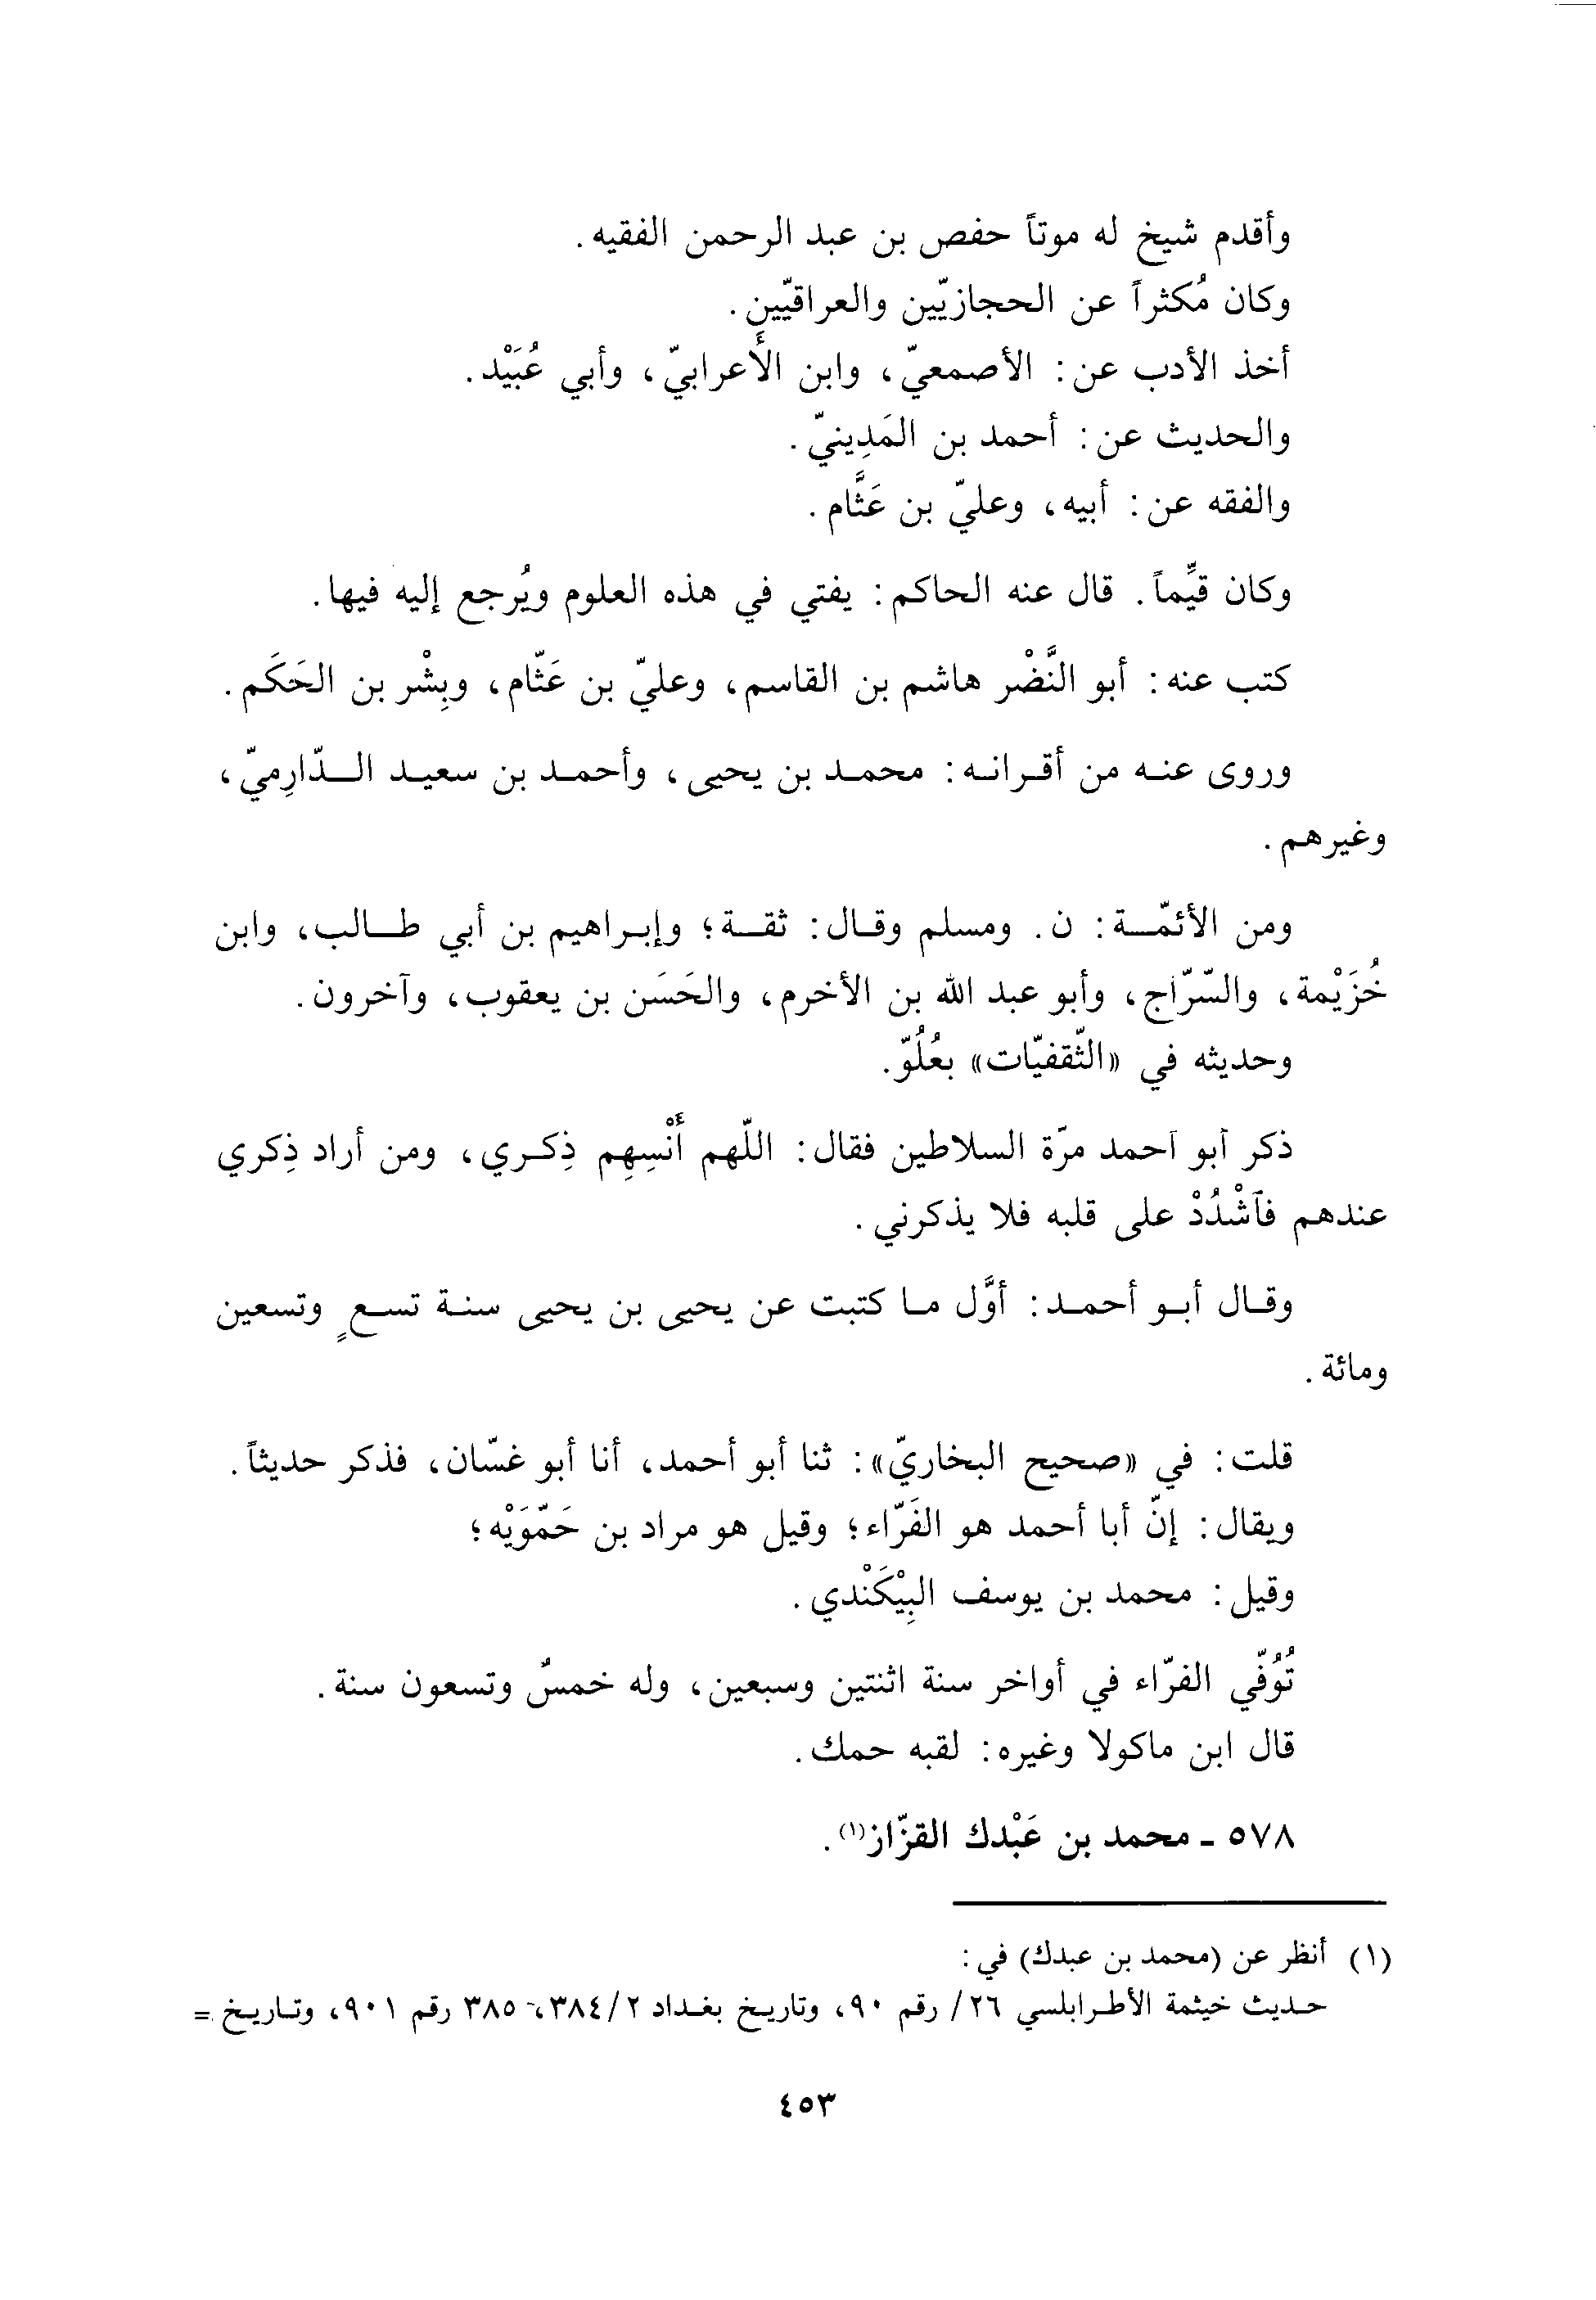 وأقدم شيخ له موتاً حفص بن عبد الرحمن الفقيه.
وكان مُكثراً عن الحجازيّين والعراقيّين.
أخذ الأدب عن: الأصمعيّ، وابن الأَعرابيّ، وأبي عُبَيْد.
والحديث عن: أحمد بن المَدِينيّ.
والفقه عن: أبيه، وعليّ بن عَثَّام.
وكان قيِّماً. قال عنه الحاكم: يفتي في هذه العلوم ويُرجع إليه فيها.
كتب عنه: أبو النَّضْر هاشم بن القاسم، وعليّ بن عَثّام، وبِشْر بن الحَكَم.
وروى عنه من أقرانه: محمد بن يحيى، وأحمد بن سعيد الدّارِميّ،
وغيرهم.
ومن الأئمّة: ن. ومسلم وقال: ثقة؛ وإبراهيم بن أبي طالب، وابن
خُزَيْمة، والسّرّاج، وأبو عبد الله بن الأخرم، والحَسَن بن يعقوب، وآخرون.
وحديثه في «الثّقفيّات» بعُلُوّ.
ذكر أبو أحمد مرّة السلاطين فقال: اللّهم أَنْسِهِم ذِكري، ومن أراد ذِكري
عندهم فآشْدُدْ على قلبه فلا يذكرني.
وقال أبو أحمد: أوَّل ما كتبت عن يحيى بن يحيى سنة تسعٍ وتسعين
ومائة.
قلت: في «صحيح البخاريّ»: ثنا أبو أحمد، أنا أبو غسّان، فذكر حديثاً.
ويقال: إنّ أبا أحمد هو الفَرّاء؛ وقيل هو مراد بن حَمّوَيْه؛
وقيل: محمد بن يوسف البِيْكَنْدي.
تُوُفّي الفرّاء في أواخر سنة اثنتين وسبعين، وله خمسٌ وتسعون سنة.
قال ابن ماكولا وغيره: لقبه حمك.
٥٧٨ - محمد بن عَبْدك القزّاز(١).
(١) أنظر عن (محمد بن عبدك) في:
حديث خيثمة الأطرابلسي ٢٦/ رقم ٩٠، وتاريخ بغداد ٢/ ٣٨٤، ٣٨٥ رقم ٩٠١، وتاريخ =
٤٥٣